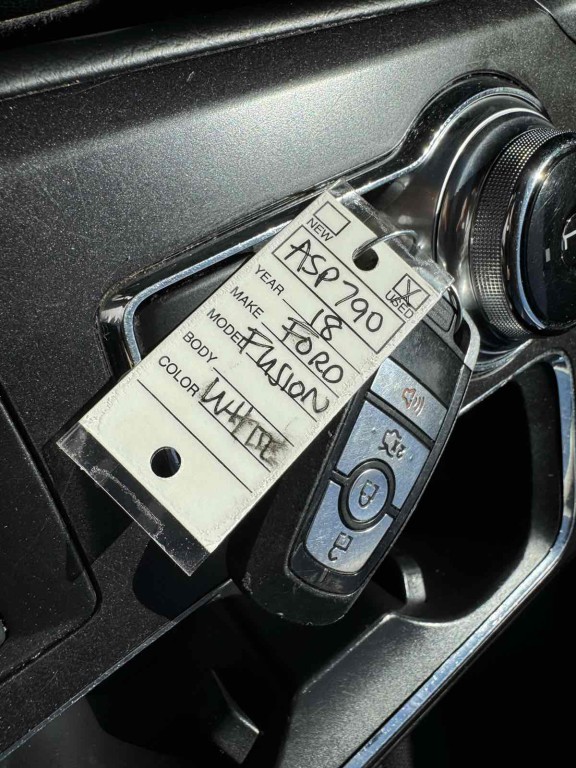 NEW
USED X
ASP790
YEAR 18
MAKE FORD
MODEL FUSION
BODY
COLOR WHITE